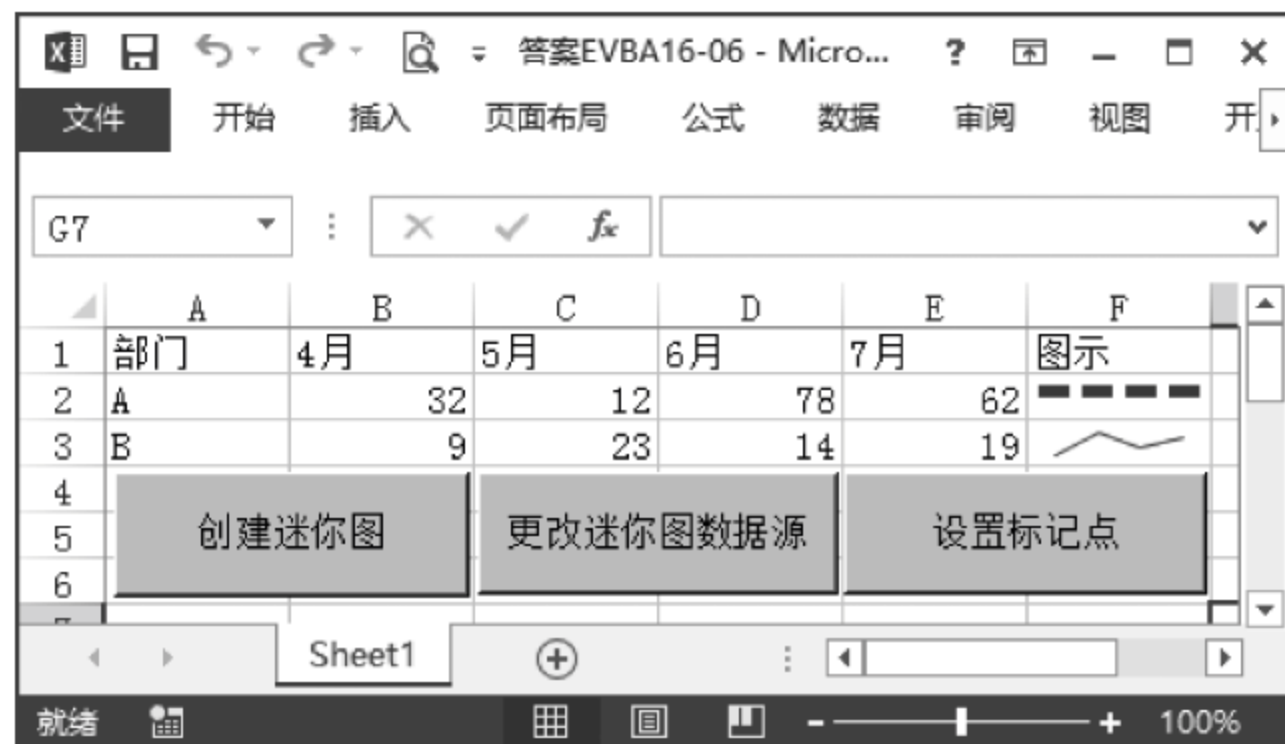 答案EVBA16-06 - Micro... ?
文件 开始 插入 页面布局 公式 数据 审阅 视图 开
G7 fx
A B C D E F
1 部门 4月 5月 6月 7月 图示
2 A 32 12 78 62
3 B 9 23 14 19
4
5 创建迷你图 更改迷你图数据源 设置标记点
6
Sheet1
就绪 100%